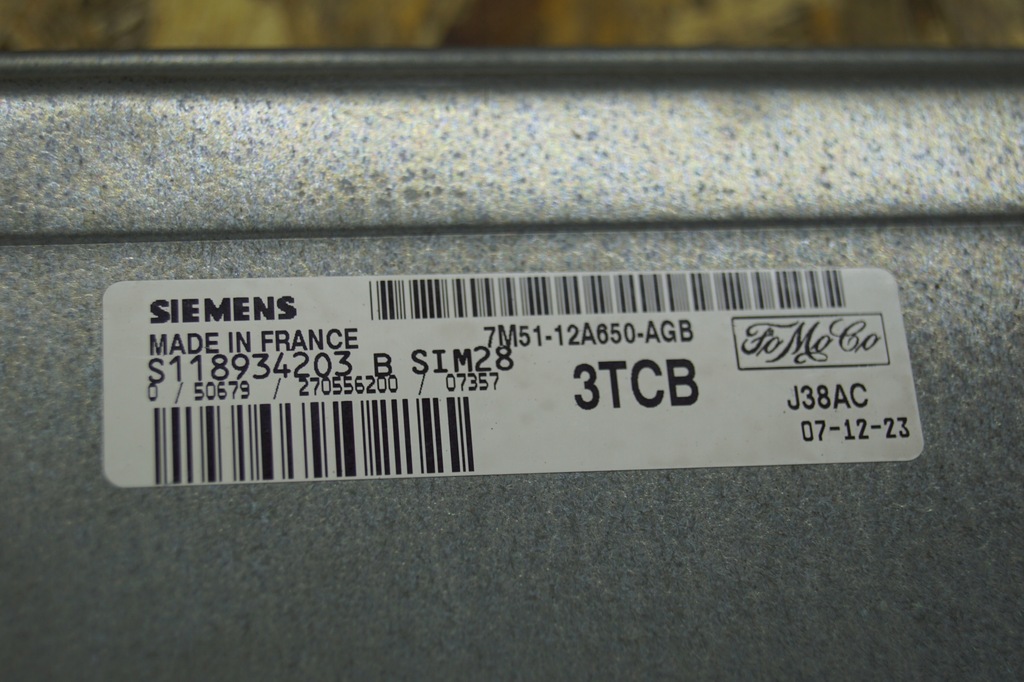 SIEMENS
MADE IN FRANCE
7M51-12A650-AGB
FoMoCo
S118934203 B SIM28
0 / 50679 / 270556200 / 07357
3TCB
J38AC
07-12-23